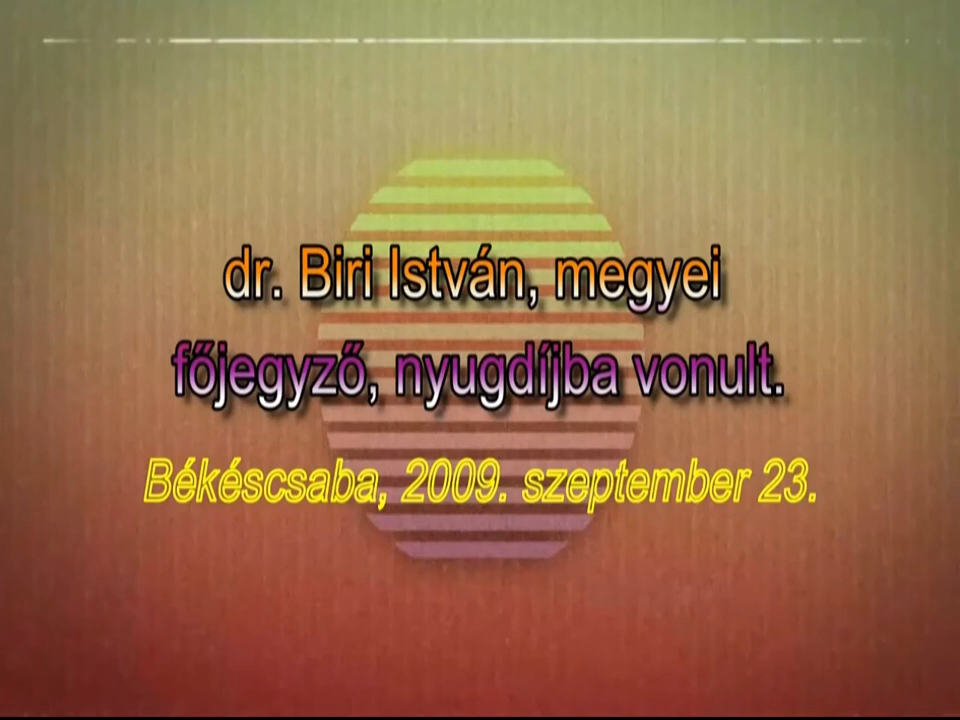 dr. Biri István, megyei
főjegyző, nyugdíjba vonult.
Békéscsaba, 2009. szeptember 23.